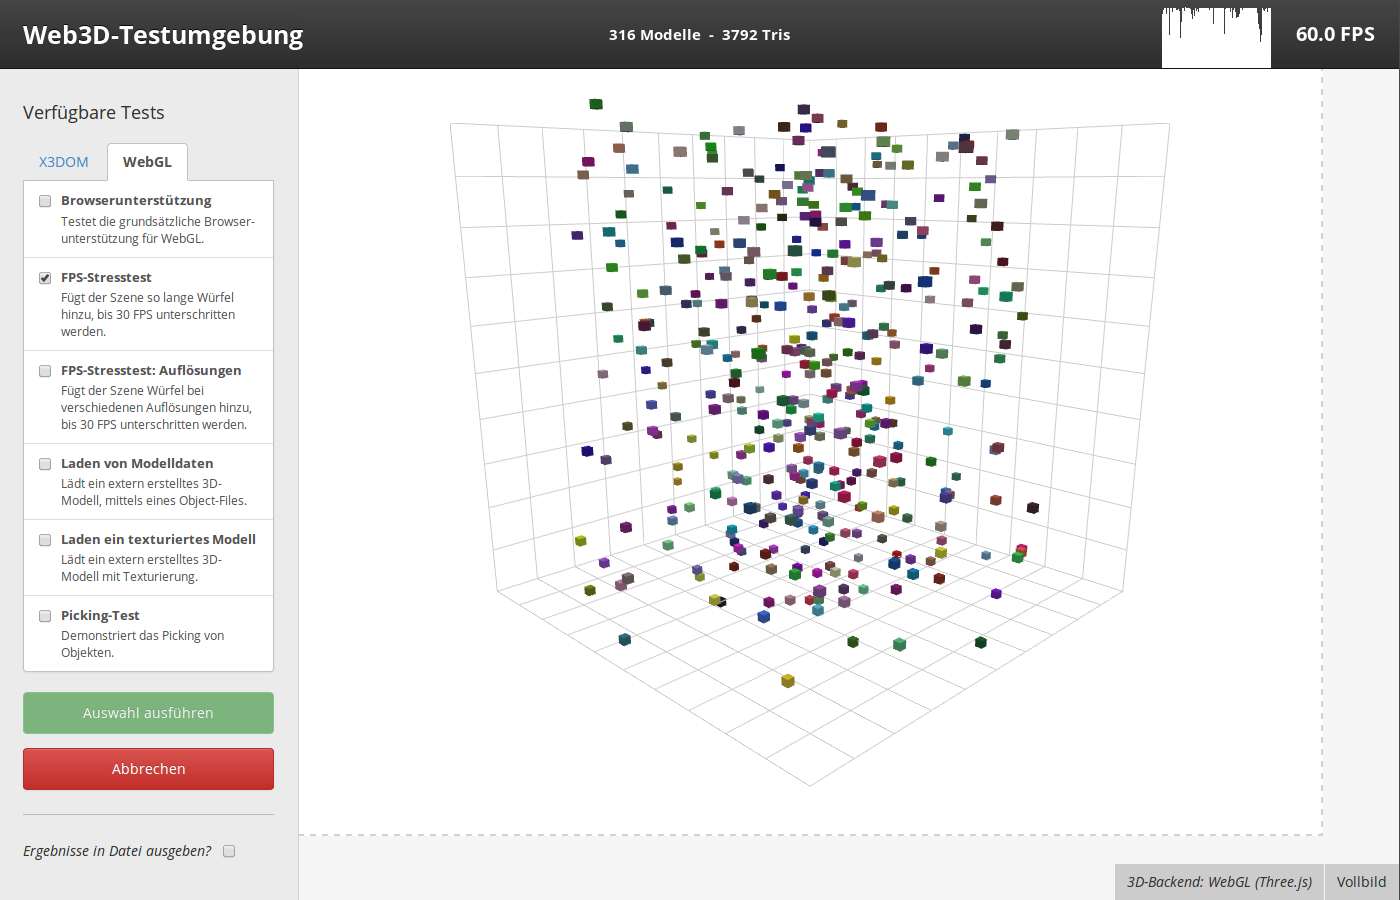 Web3D-Testumgebung
316 Modelle - 3792 Tris
60.0 FPS
Verfügbare Tests
X3DOM
WebGL
Browserunterstützung
Testet die grundsätzliche Browser-
unterstützung für WebGL.
FPS-Stresstest
Fügt der Szene so lange Würfel
hinzu, bis 30 FPS unterschritten
werden.
FPS-Stresstest: Auflösungen
Fügt der Szene Würfel bei
verschiedenen Auflösungen hinzu,
bis 30 FPS unterschritten werden.
Laden von Modelldaten
Lädt ein extern erstelltes 3D-
Modell, mittels eines Object-Files.
Laden ein texturiertes Modell
Lädt ein extern erstelltes 3D-
Modell mit Texturierung.
Picking-Test
Demonstriert das Picking von
Objekten.
Auswahl ausführen
Abbrechen
Ergebnisse in Datei ausgeben?
3D-Backend: WebGL (Three.js)
Vollbild